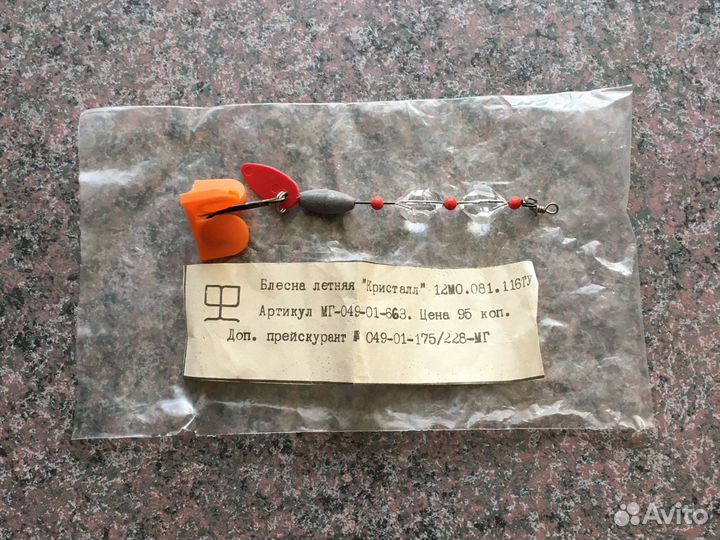 Блесна летняя "Кристалл" 12МО.081.116ТУ
Артикул МГ-049-01-663. Цена 95 коп.
Доп. прейскурант № 049-01-175/228-МГ
Avito